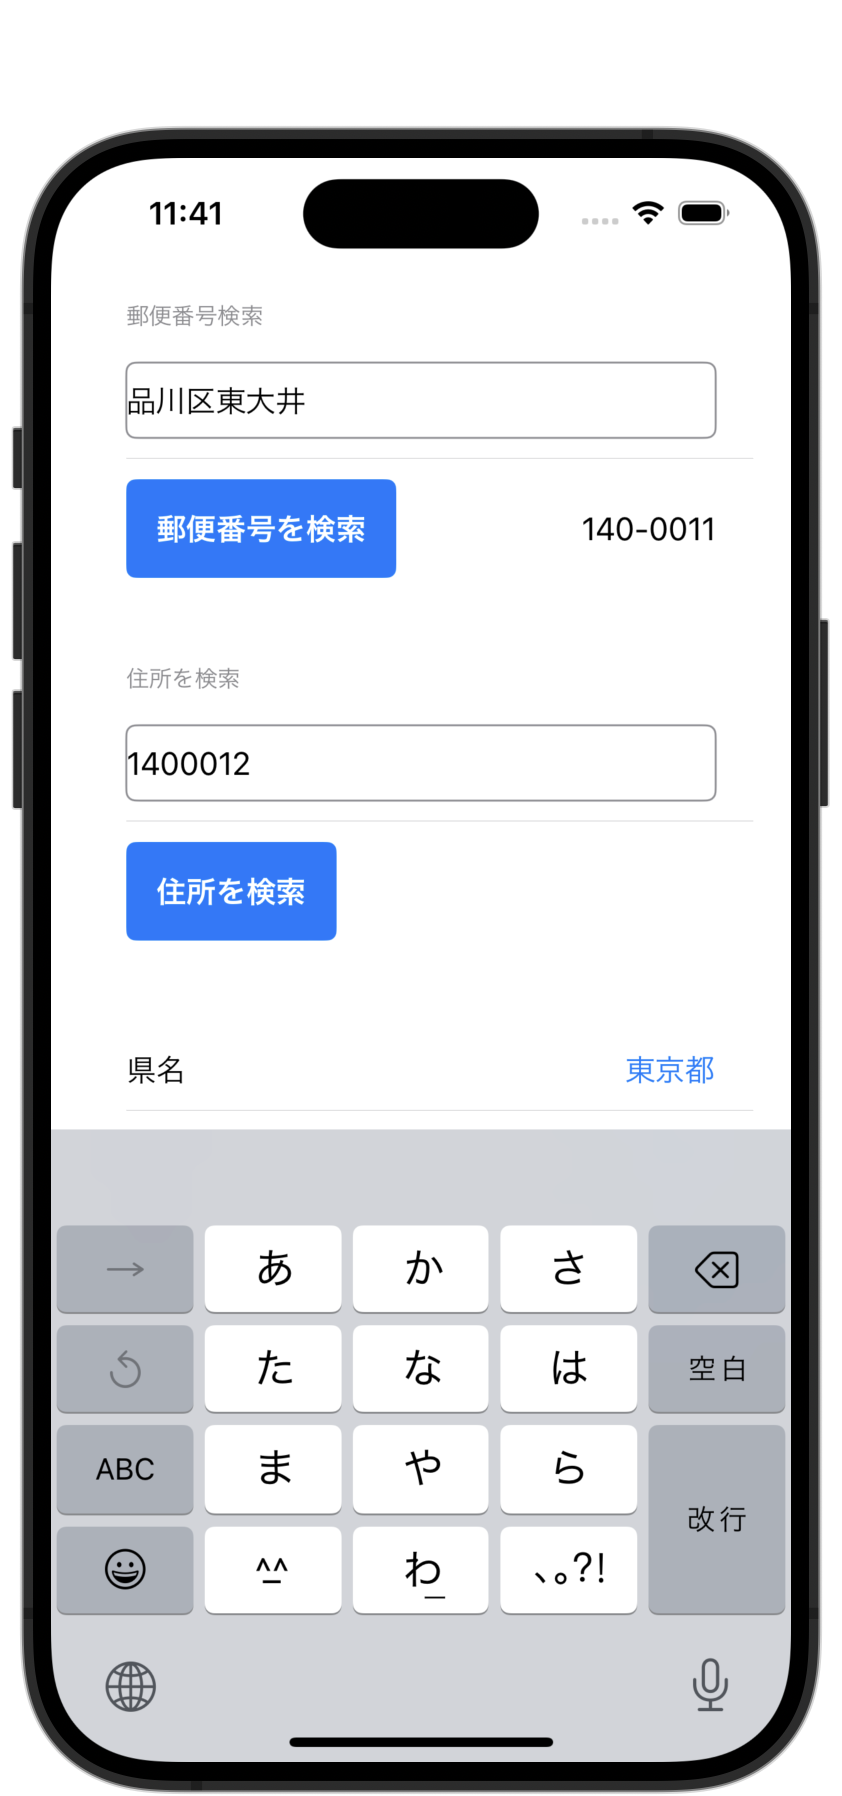 11:41
郵便番号検索
品川区東大井
郵便番号を検索 140-0011
住所を検索
1400012
住所を検索
県名 東京都
→ あ か さ
た な は 空白
ABC ま や ら 改行
^^ わ 、。?!